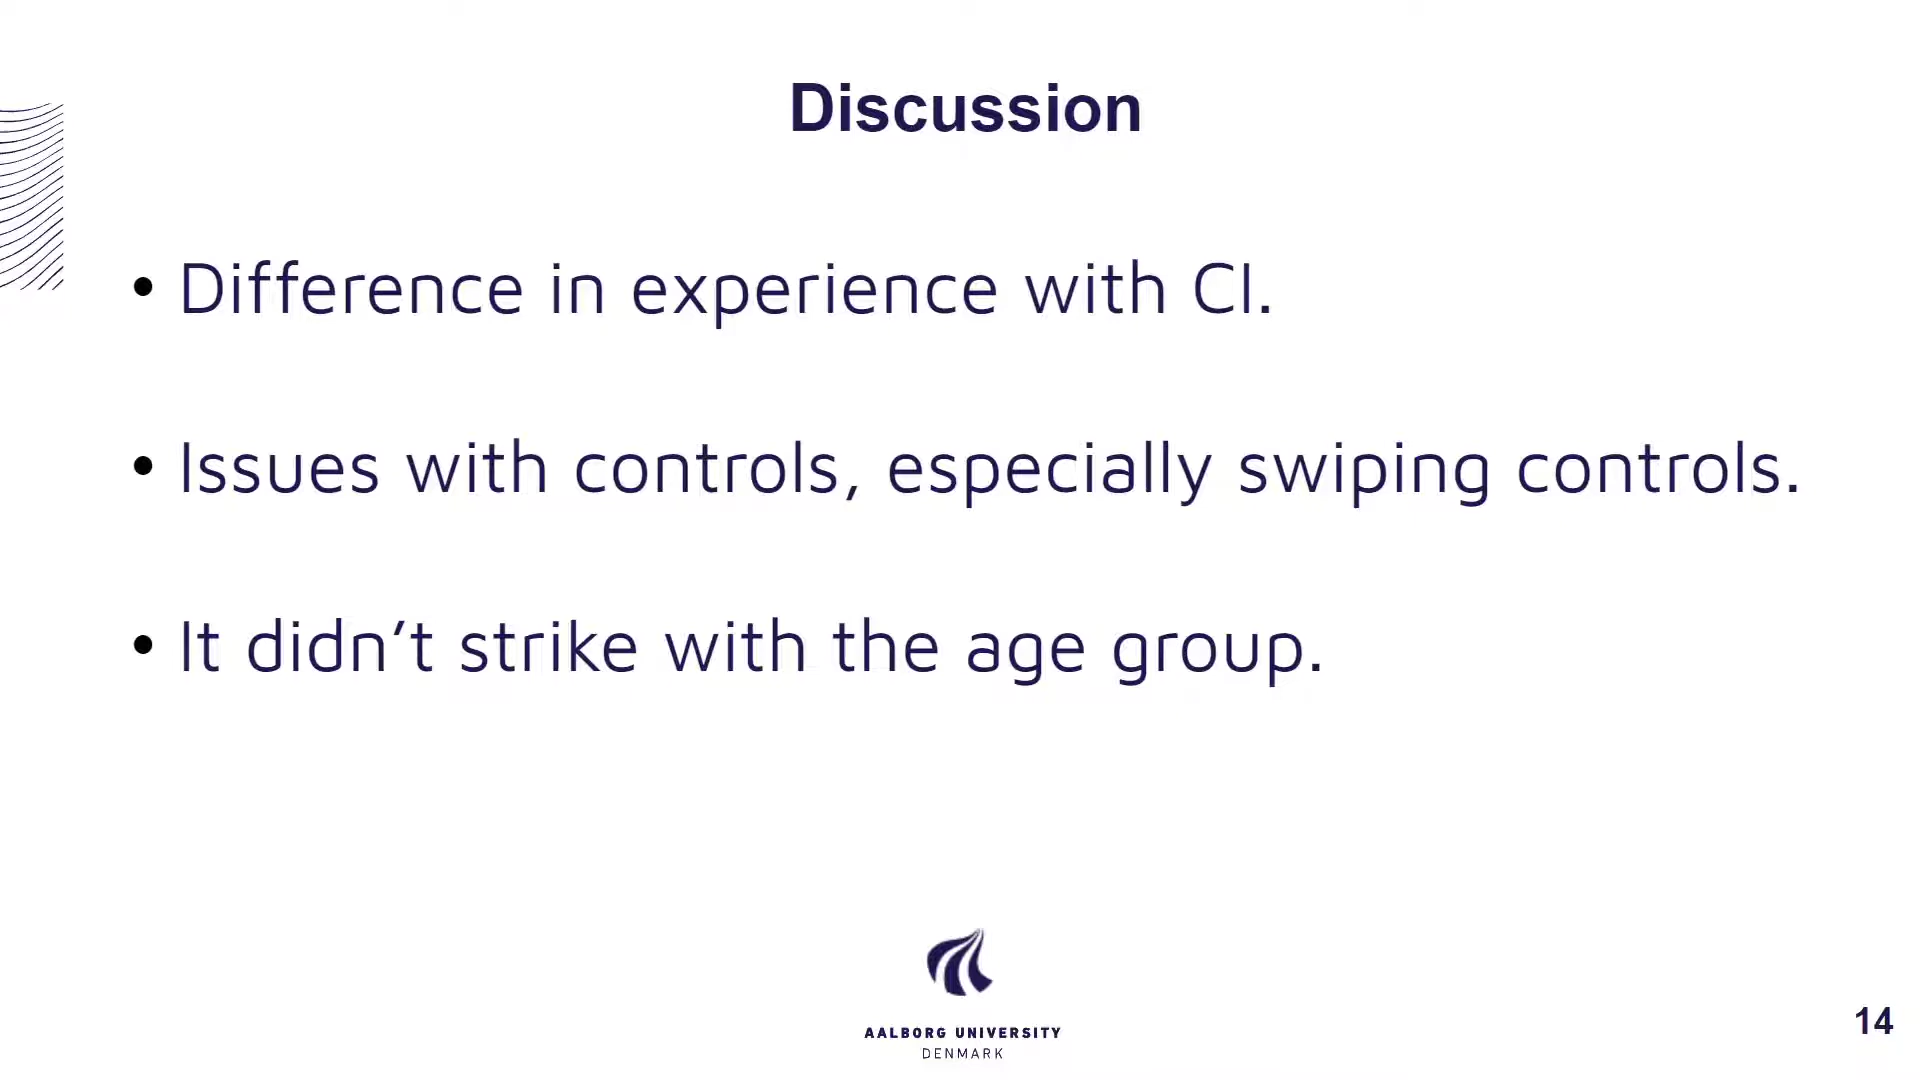 Discussion
• Difference in experience with CI.
• Issues with controls, especially swiping controls.
• It didn’t strike with the age group.
AALBORG UNIVERSITY
DENMARK
14